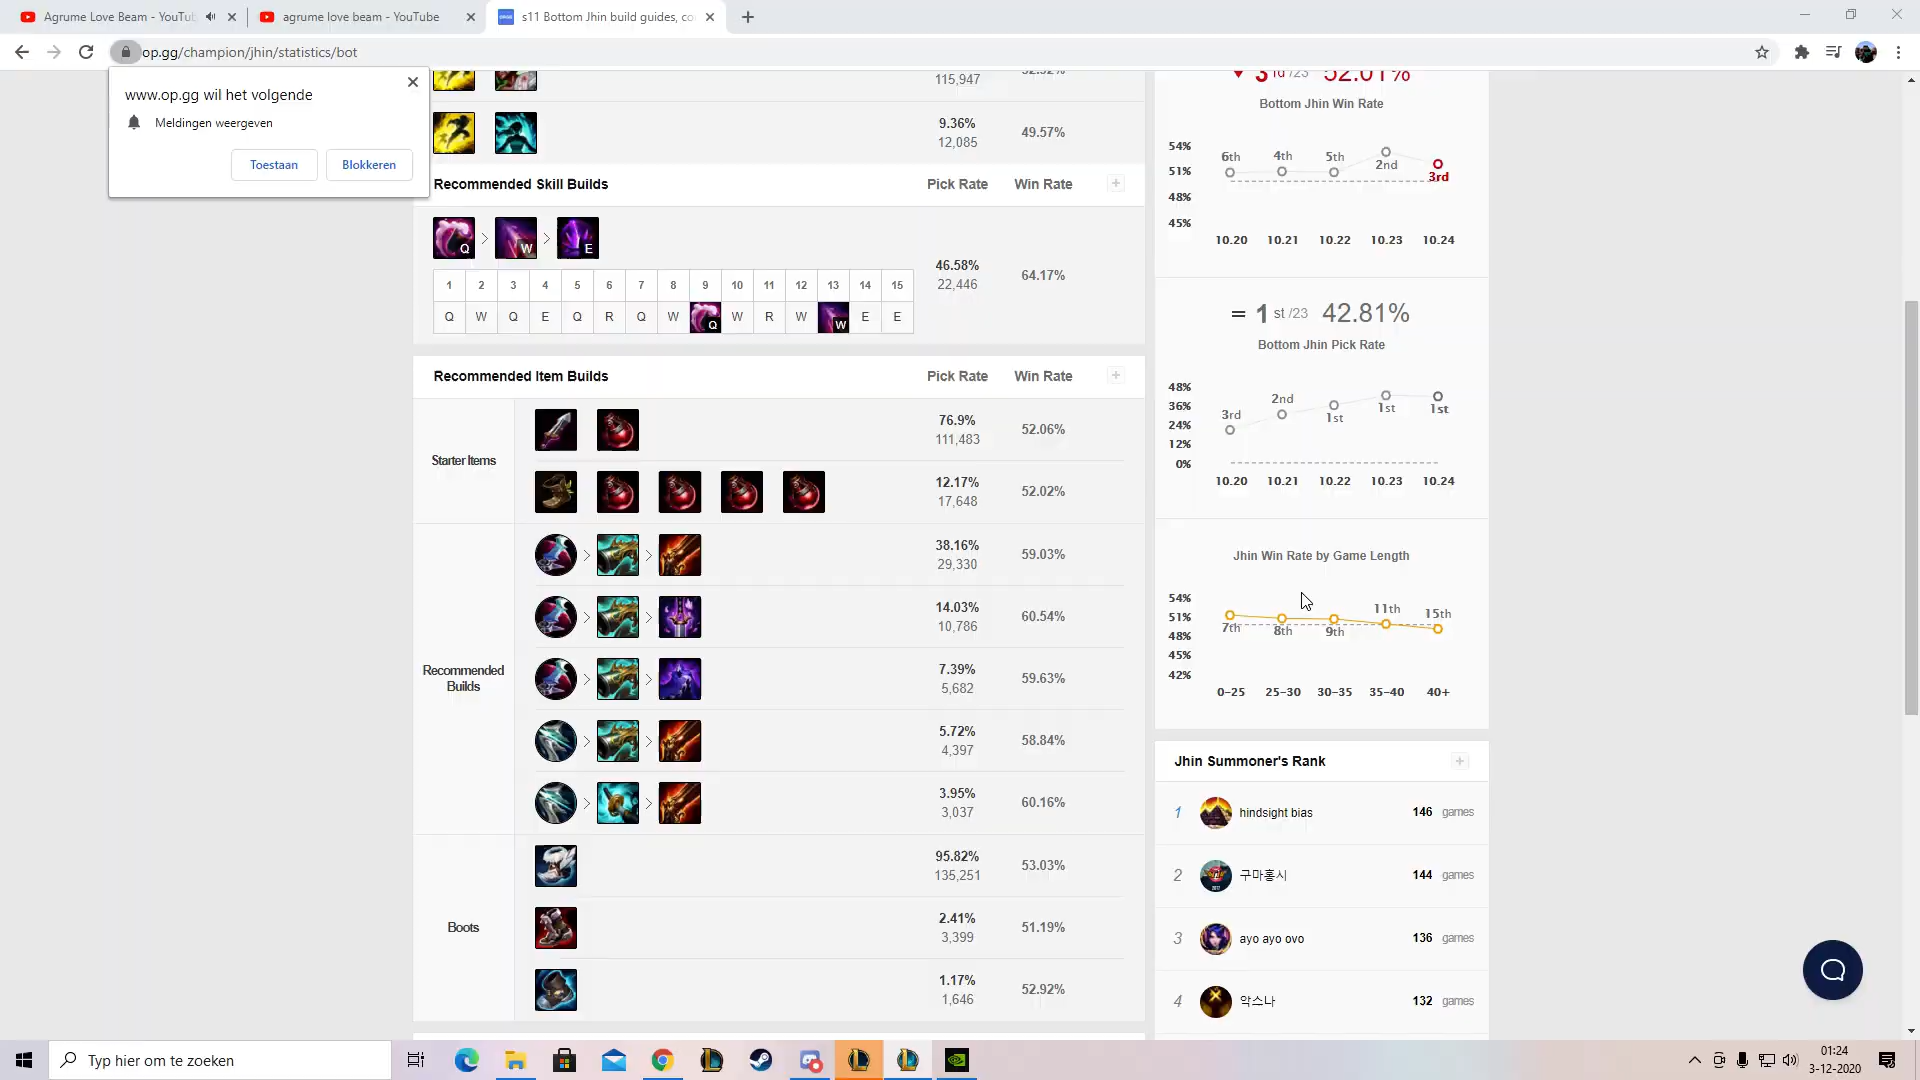 Agrume Love Beam - YouTu
agrume love beam - YouTube
s11 Bottom Jhin build guides, co
op.gg/champion/jhin/statistics/bot
www.op.gg wil het volgende
Meldingen weergeven
Toestaan
Blokkeren
115,947
9.36%
12,085
49.57%
Recommended Skill Builds
Pick Rate
Win Rate
Q
W
E
46.58%
22,446
64.17%
1 2 3 4 5 6 7 8 9 10 11 12 13 14 15
Q W Q E Q R Q W Q W R W W E E
Recommended Item Builds
Pick Rate
Win Rate
Starter Items
76.9%
111,483
52.06%
12.17%
17,648
52.02%
Recommended
Builds
38.16%
29,330
59.03%
14.03%
10,786
60.54%
7.39%
5,682
59.63%
5.72%
4,397
58.84%
3.95%
3,037
60.16%
Boots
95.82%
135,251
53.03%
2.41%
3,399
51.19%
1.17%
1,646
52.92%
3 rd /23 52.01%
Bottom Jhin Win Rate
54%
51%
48%
45%
6th 4th 5th 2nd 3rd
10.20 10.21 10.22 10.23 10.24
= 1 st /23 42.81%
Bottom Jhin Pick Rate
48%
36%
24%
12%
0%
3rd 2nd 1st 1st 1st
10.20 10.21 10.22 10.23 10.24
Jhin Win Rate by Game Length
54%
51%
48%
45%
42%
7th 8th 9th 11th 15th
0-25 25-30 30-35 35-40 40+
Jhin Summoner's Rank
1 hindsight bias 146 games
2 구마홍시 144 games
3 ayo ayo ovo 136 games
4 악스나 132 games
Typ hier om te zoeken
01:24
3-12-2020